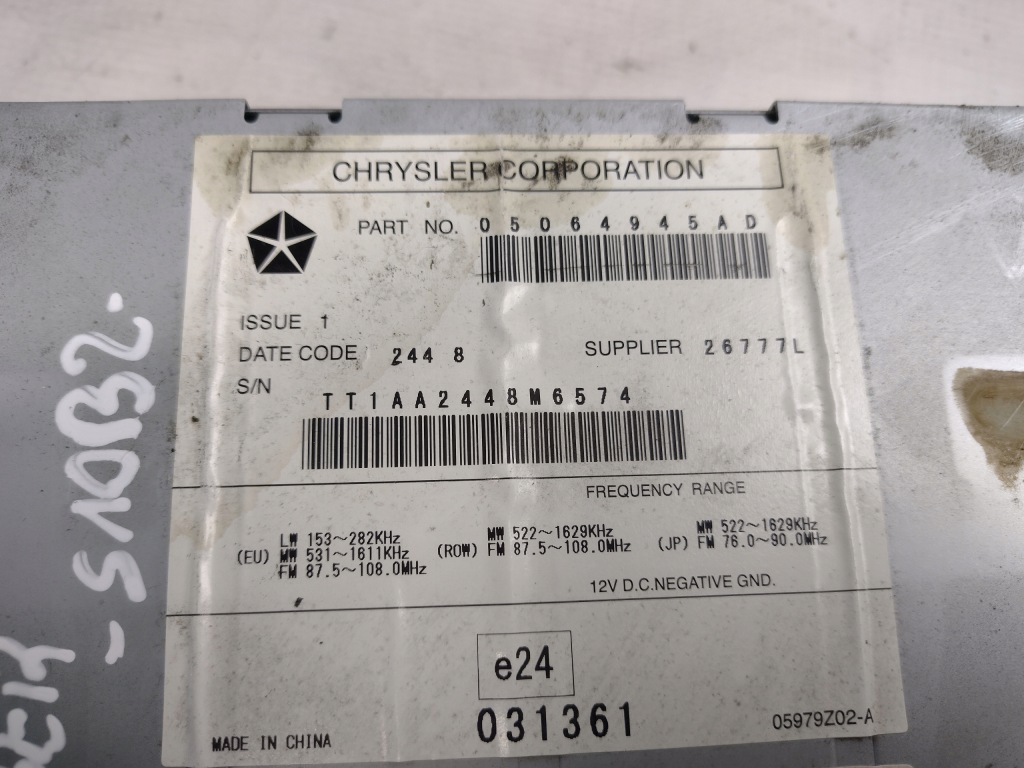 CHRYSLER CORPORATION
PART NO. 05064945AD
ISSUE 1
DATE CODE 2448 SUPPLIER 26777L
S/N
TT1AA2448M6574
FREQUENCY RANGE
(EU) LW 153~282KHz
MW 531~1611KHz
FM 87.5~108.0MHz
(ROW) MW 522~1629KHz
FM 87.5~108.0MHz
(JP) MW 522~1629KHz
FM 76.0~90.0MHz
12V D.C.NEGATIVE GND.
e24
031361
MADE IN CHINA
05979Z02-A
-S10B2-